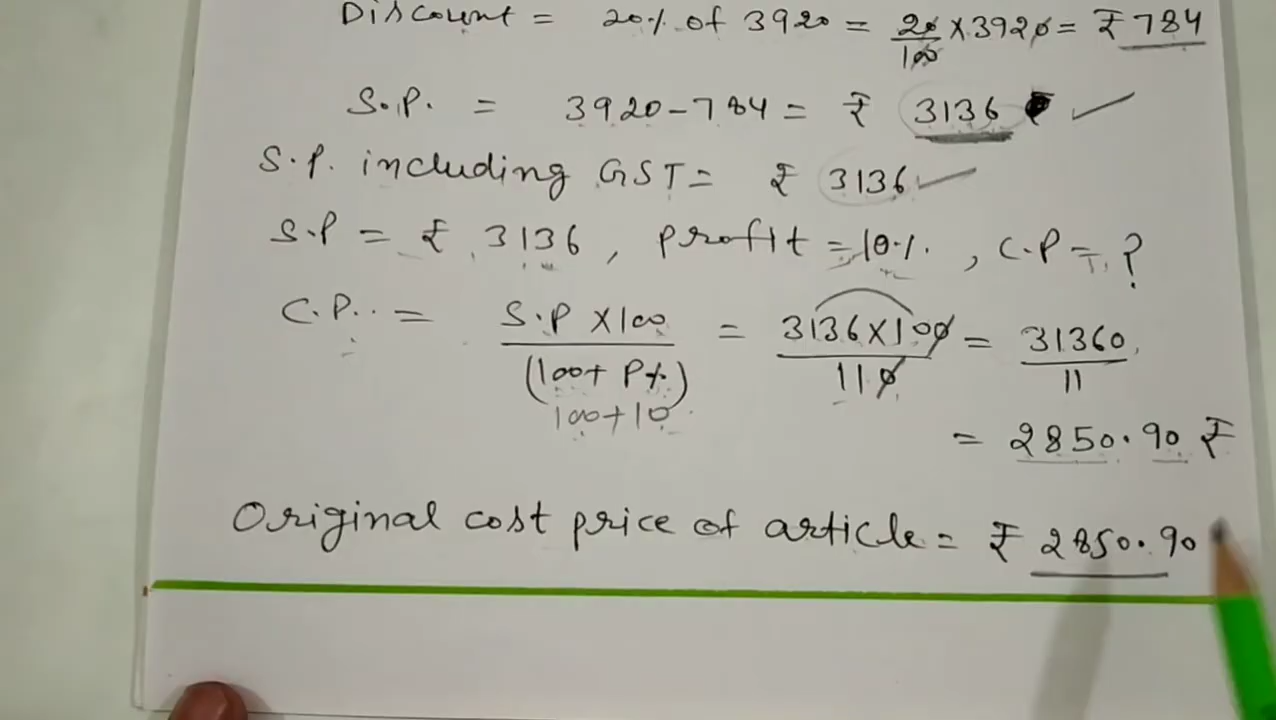 Discount = 20% of 3920 = 20/100 × 3920 = ₹ 784
S.P. = 3920 - 784 = ₹ 3136
S.P. including GST = ₹ 3136
S.P = ₹ 3136, profit = 10%, C.P = ?
C.P. = S.P × 100 / (100 + P%) = 3136 × 100 / 110 = 31360 / 11
100 + 10
= 2850.90 ₹
Original cost price of article = ₹ 2850.90